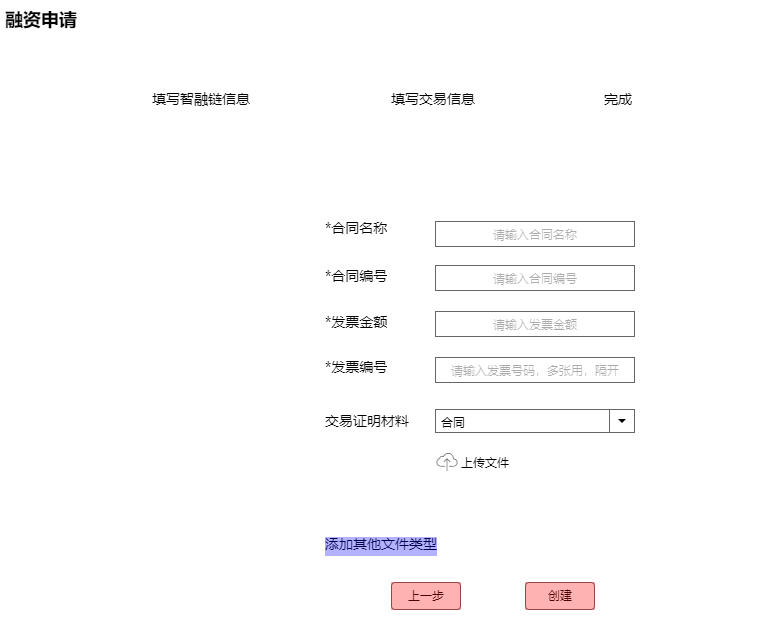 融资申请
填写智融链信息 填写交易信息 完成
*合同名称 请输入合同名称
*合同编号 请输入合同编号
*发票金额 请输入发票金额
*发票编号 请输入发票号码，多张用，隔开
交易证明材料 合同
上传文件
添加其他文件类型
上一步 创建